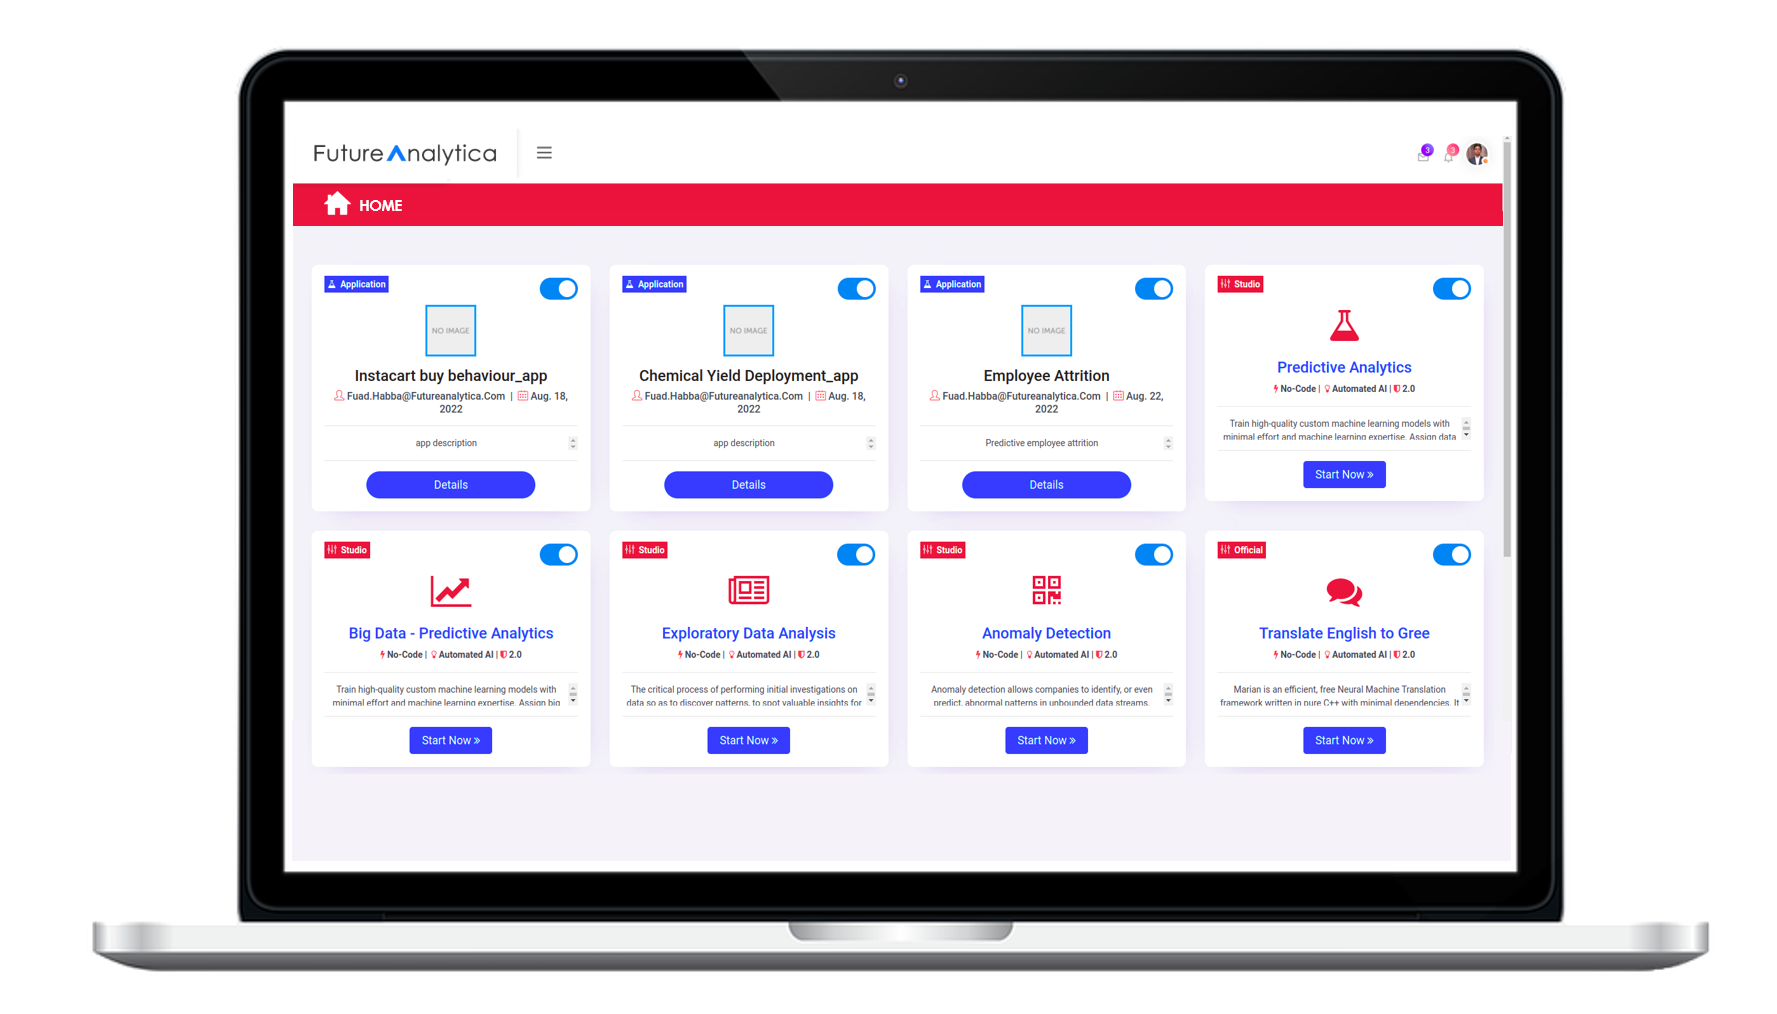 FutureAnalytica
3
3
HOME
Application
NO IMAGE
Instacart buy behaviour_app
Fuad.Habba@Futureanalytica.Com | Aug. 18,
2022
app description
Details
Application
NO IMAGE
Chemical Yield Deployment_app
Fuad.Habba@Futureanalytica.Com | Aug. 18,
2022
app description
Details
Application
NO IMAGE
Employee Attrition
Fuad.Habba@Futureanalytica.Com | Aug. 22,
2022
Predictive employee attrition
Details
Studio
Predictive Analytics
No-Code | Automated AI | 2.0
Train high-quality custom machine learning models with
minimal effort and machine learning expertise. Assign data
Start Now »
Studio
Big Data - Predictive Analytics
No-Code | Automated AI | 2.0
Train high-quality custom machine learning models with
minimal effort and machine learning expertise. Assign big
Start Now »
Studio
Exploratory Data Analysis
No-Code | Automated AI | 2.0
The critical process of performing initial investigations on
data so as to discover patterns, to spot valuable insights for
Start Now »
Studio
Anomaly Detection
No-Code | Automated AI | 2.0
Anomaly detection allows companies to identify, or even
predict, abnormal patterns in unbounded data streams.
Start Now »
Official
Translate English to Gree
No-Code | Automated AI | 2.0
Marian is an efficient, free Neural Machine Translation
framework written in pure C++ with minimal dependencies. It
Start Now »